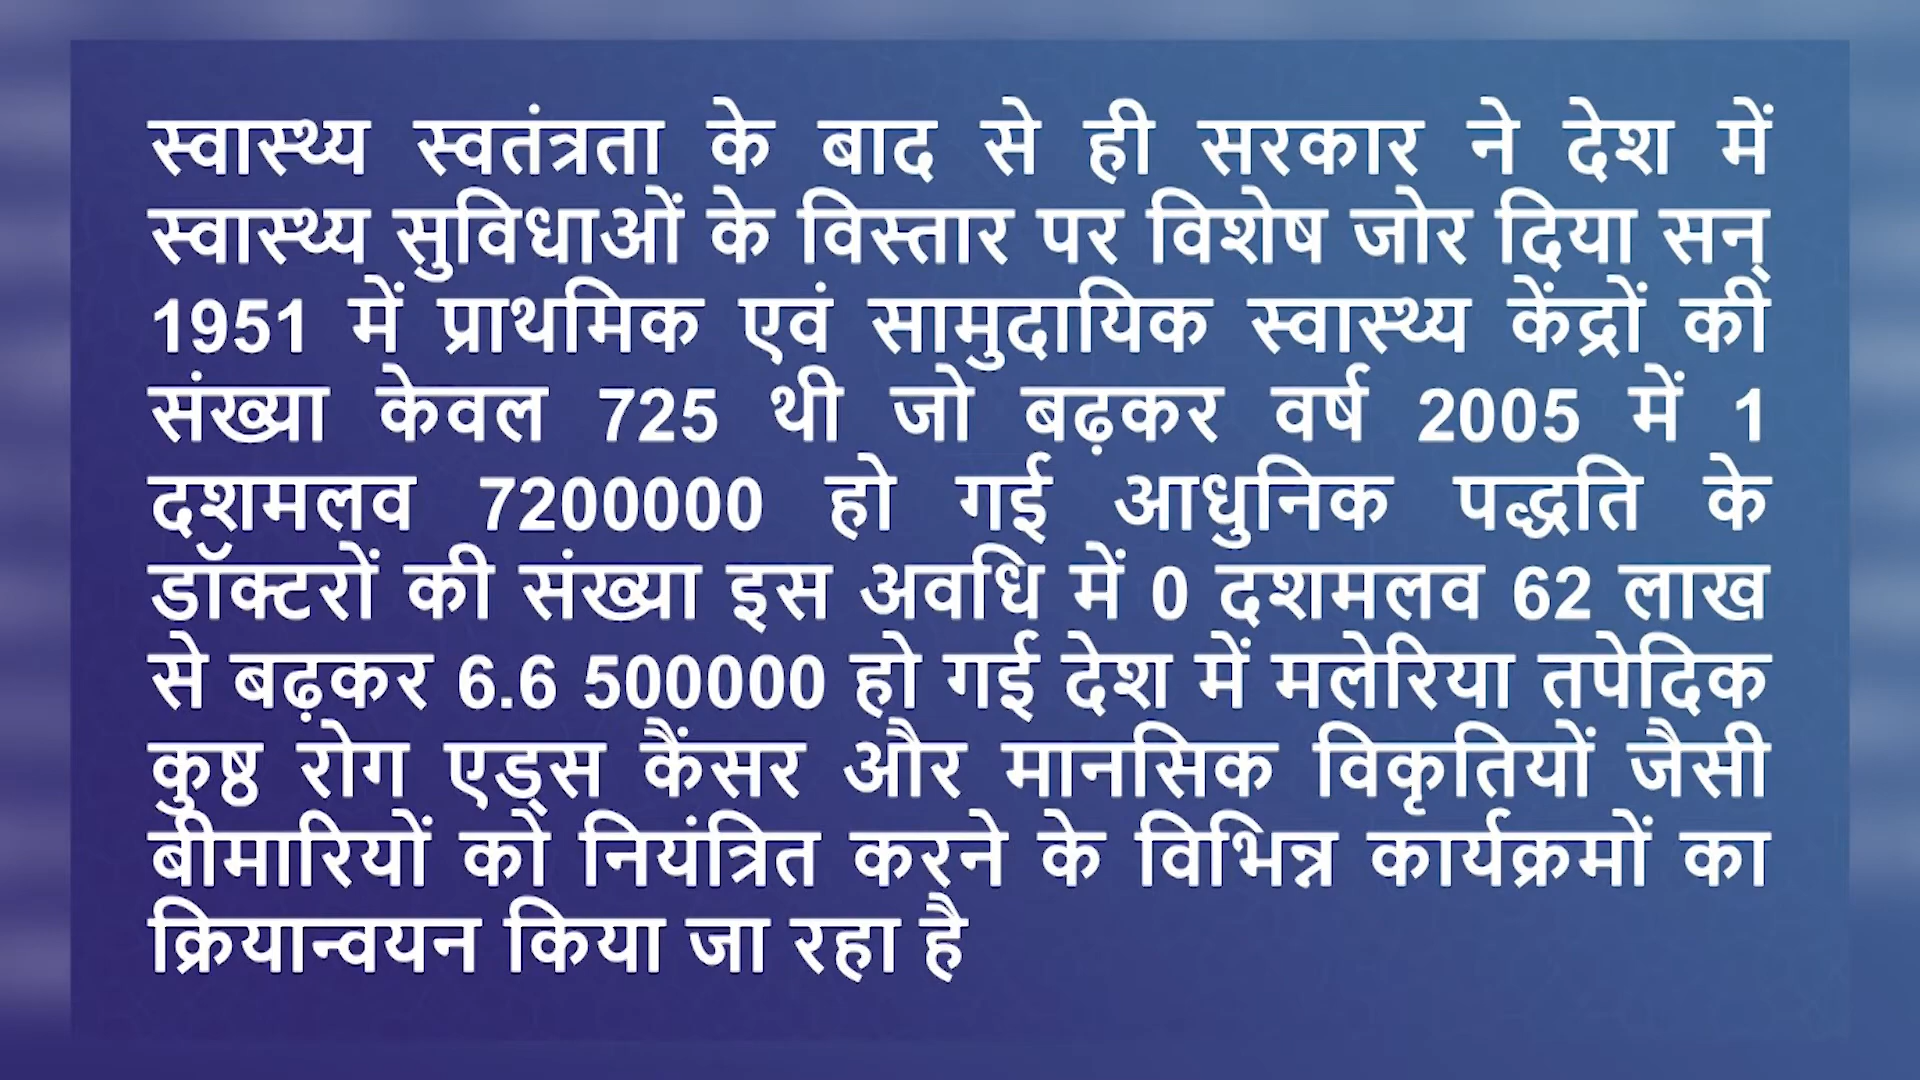 स्वास्थ्य स्वतंत्रता के बाद से ही सरकार ने देश में
स्वास्थ्य सुविधाओं के विस्तार पर विशेष जोर दिया सन्
1951 में प्राथमिक एवं सामुदायिक स्वास्थ्य केंद्रों की
संख्या केवल 725 थी जो बढ़कर वर्ष 2005 में 1
दशमलव 7200000 हो गई आधुनिक पद्धति के
डॉक्टरों की संख्या इस अवधि में 0 दशमलव 62 लाख
से बढ़कर 6.6 500000 हो गई देश में मलेरिया तपेदिक
कुष्ठ रोग एड्स कैंसर और मानसिक विकृतियों जैसी
बीमारियों को नियंत्रित करने के विभिन्न कार्यक्रमों का
क्रियान्वयन किया जा रहा है